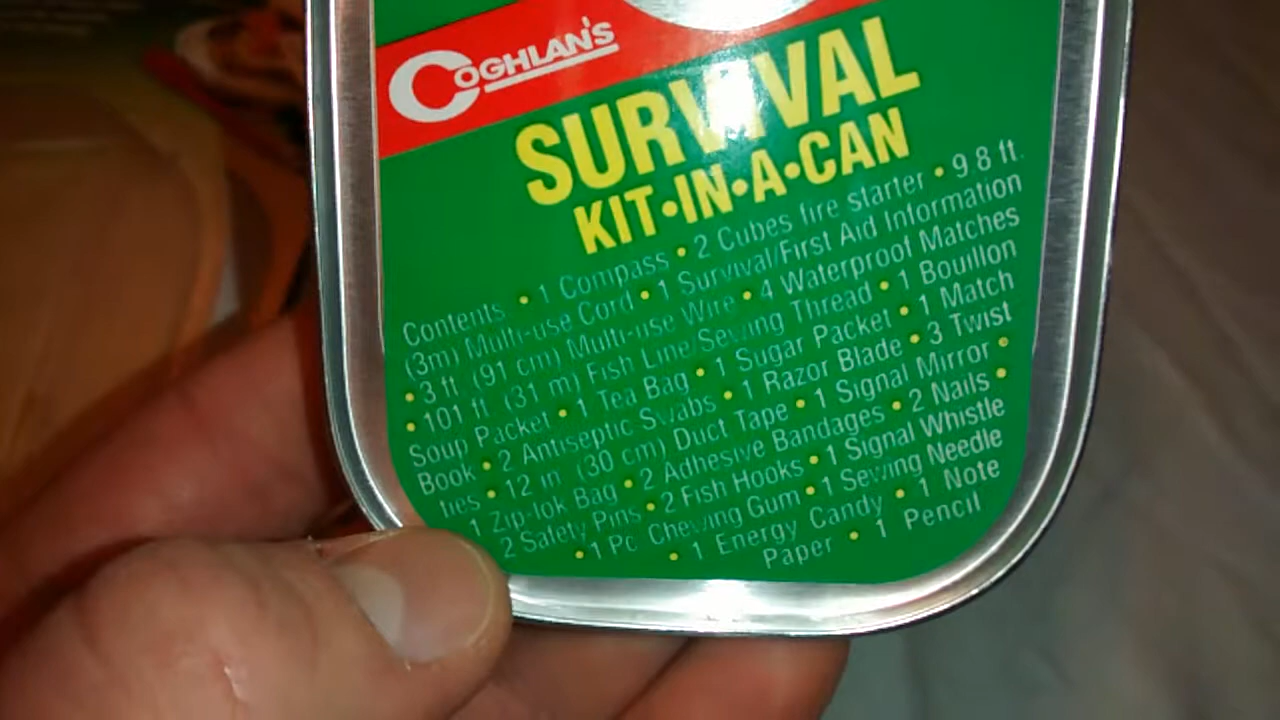 COGHLAN'S
SURVIVAL
KIT•IN•A•CAN
Contents • 1 Compass • 2 Cubes fire starter • 9.8 ft.
(3m) Multi-use Cord • 1 Survival/First Aid Information
• 3 ft. (91 cm) Multi-use Wire • 4 Waterproof Matches
• 101 ft. (31 m) Fish Line/Sewing Thread • 1 Bouillon
Soup Packet • 1 Tea Bag • 1 Sugar Packet • 1 Match
Book • 2 Antiseptic Swabs • 1 Razor Blade • 3 Twist
ties • 12 in. (30 cm) Duct Tape • 1 Signal Mirror •
1 Zip-lok Bag • 2 Adhesive Bandages • 2 Nails •
2 Safety Pins • 2 Fish Hooks • 1 Signal Whistle
• 1 Pc Chewing Gum • 1 Sewing Needle
• 1 Energy Candy • 1 Note
Paper • 1 Pencil